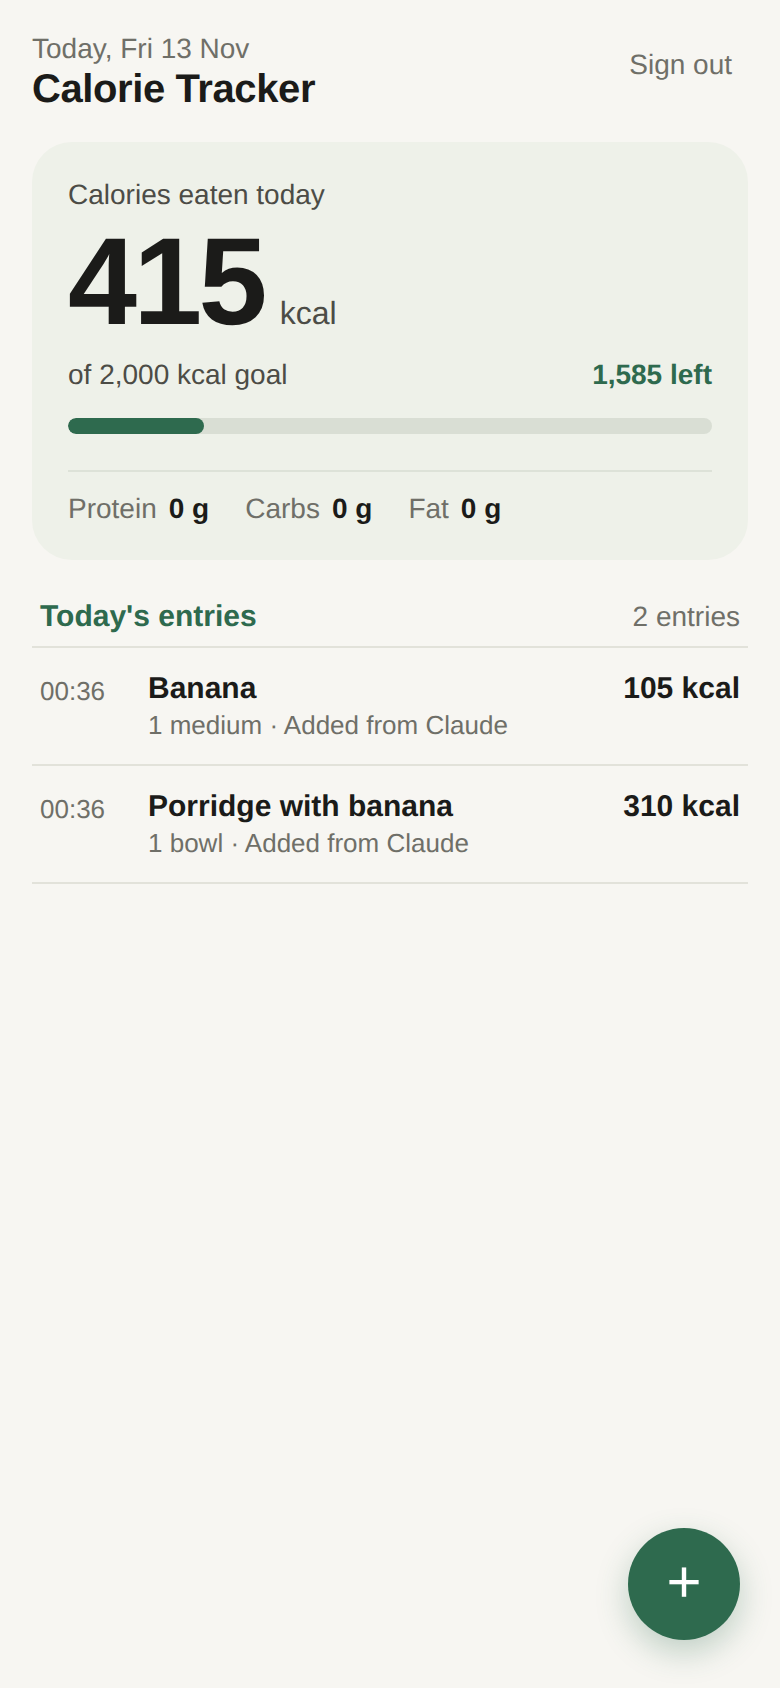 Today, Fri 13 Nov
Calorie Tracker
Sign out
Calories eaten today
415 kcal
of 2,000 kcal goal
1,585 left
Protein 0 g Carbs 0 g Fat 0 g
Today's entries
2 entries
00:36 Banana 105 kcal
1 medium · Added from Claude
00:36 Porridge with banana 310 kcal
1 bowl · Added from Claude
+